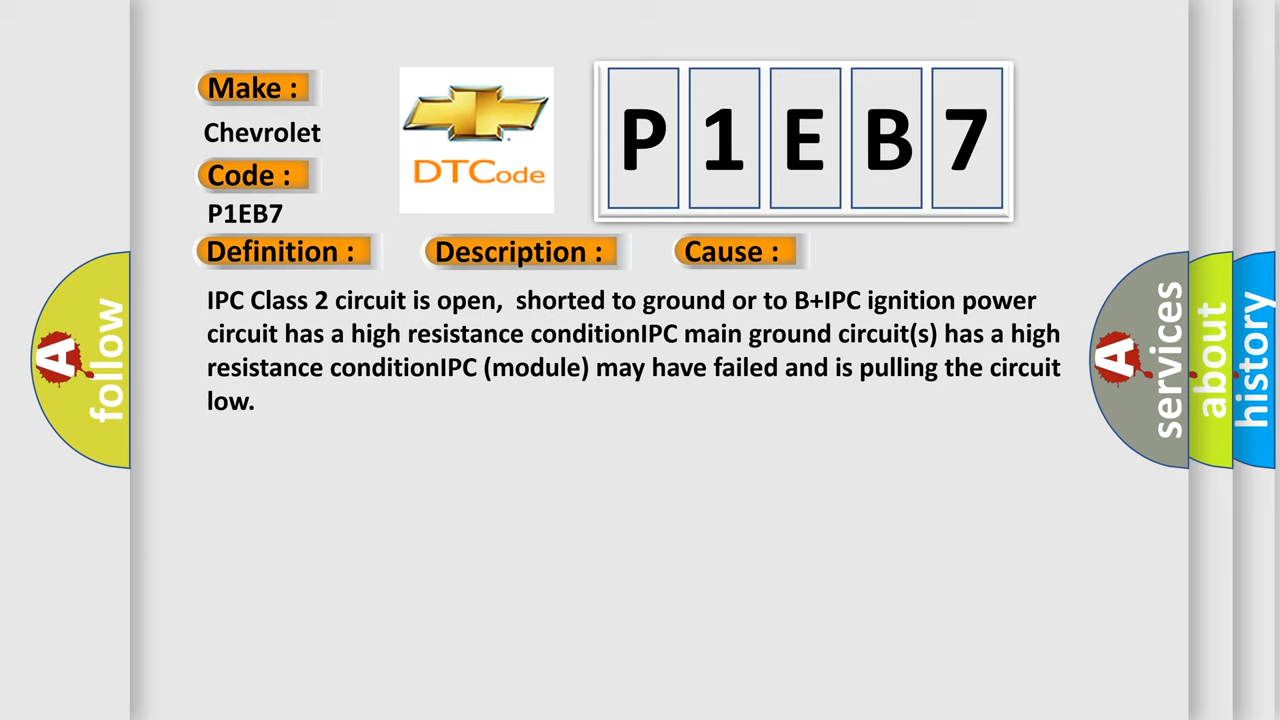 Make :
Chevrolet
Code :
P1EB7
DTCode
P1EB7
Definition :
Description :
Cause :
IPC Class 2 circuit is open,  shorted to ground or to B+IPC ignition power
circuit has a high resistance conditionIPC main ground circuit(s) has a high
resistance conditionIPC (module) may have failed and is pulling the circuit
low.
A
follow
A
services
about
history